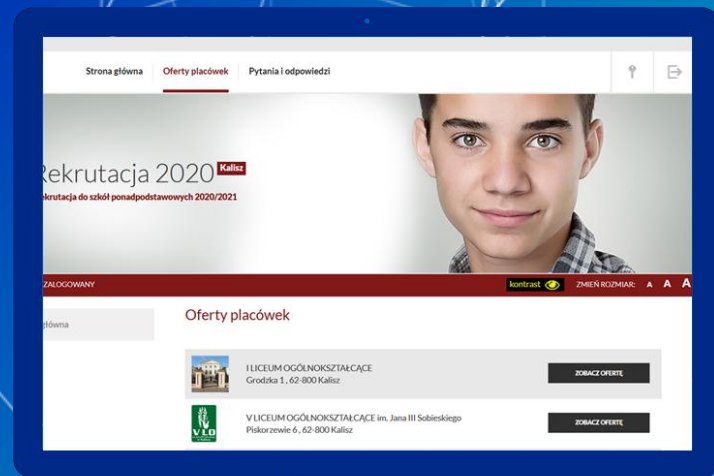 Strona główna Oferty placówek Pytania i odpowiedzi
Rekrutacja 2020 Kalisz
ekrutacja do szkół ponadpodstawowych 2020/2021
ZALOGOWANY kontrast ZMIEŃ ROZMIAR: A A A
główna
Oferty placówek
I LICEUM OGÓLNOKSZTAŁCĄCE
Grodzka 1 , 62-800 Kalisz
ZOBACZ OFERTĘ
V LO
V LICEUM OGÓLNOKSZTAŁCĄCE im. Jana III Sobieskiego
Piskorzewie 6 , 62-800 Kalisz
ZOBACZ OFERTĘ